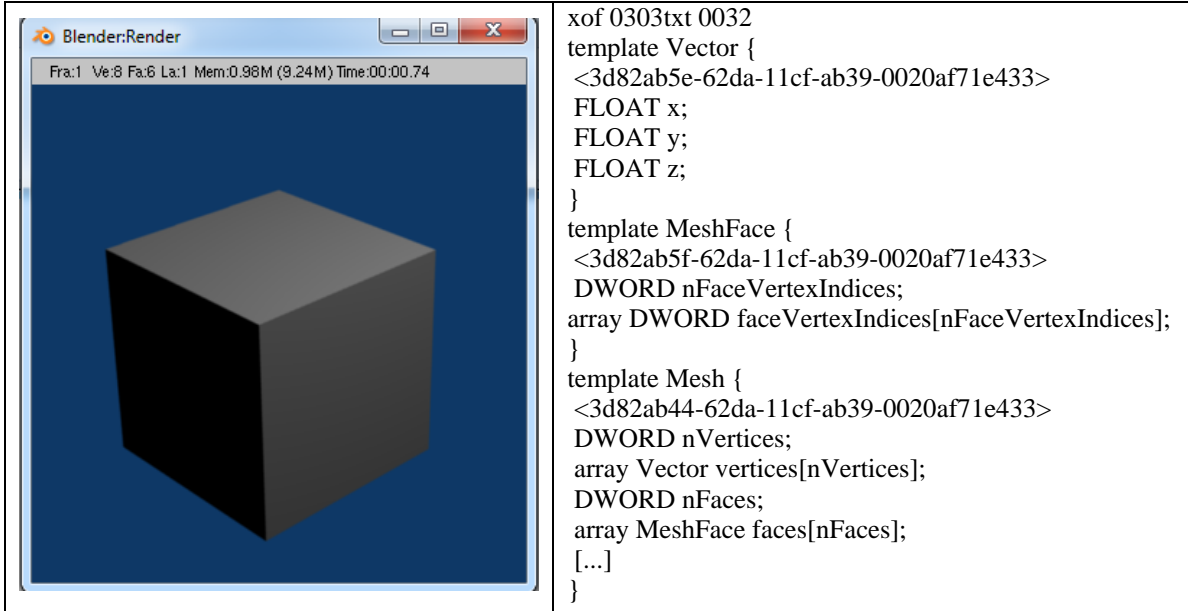 Blender:Render
Fra:1 Ve:8 Fa:6 La:1 Mem:0.98M (9.24M) Time:00:00.74
xof 0303txt 0032
template Vector {
<3d82ab5e-62da-11cf-ab39-0020af71e433>
FLOAT x;
FLOAT y;
FLOAT z;
}
template MeshFace {
<3d82ab5f-62da-11cf-ab39-0020af71e433>
DWORD nFaceVertexIndices;
array DWORD faceVertexIndices[nFaceVertexIndices];
}
template Mesh {
<3d82ab44-62da-11cf-ab39-0020af71e433>
DWORD nVertices;
array Vector vertices[nVertices];
DWORD nFaces;
array MeshFace faces[nFaces];
[...]
}